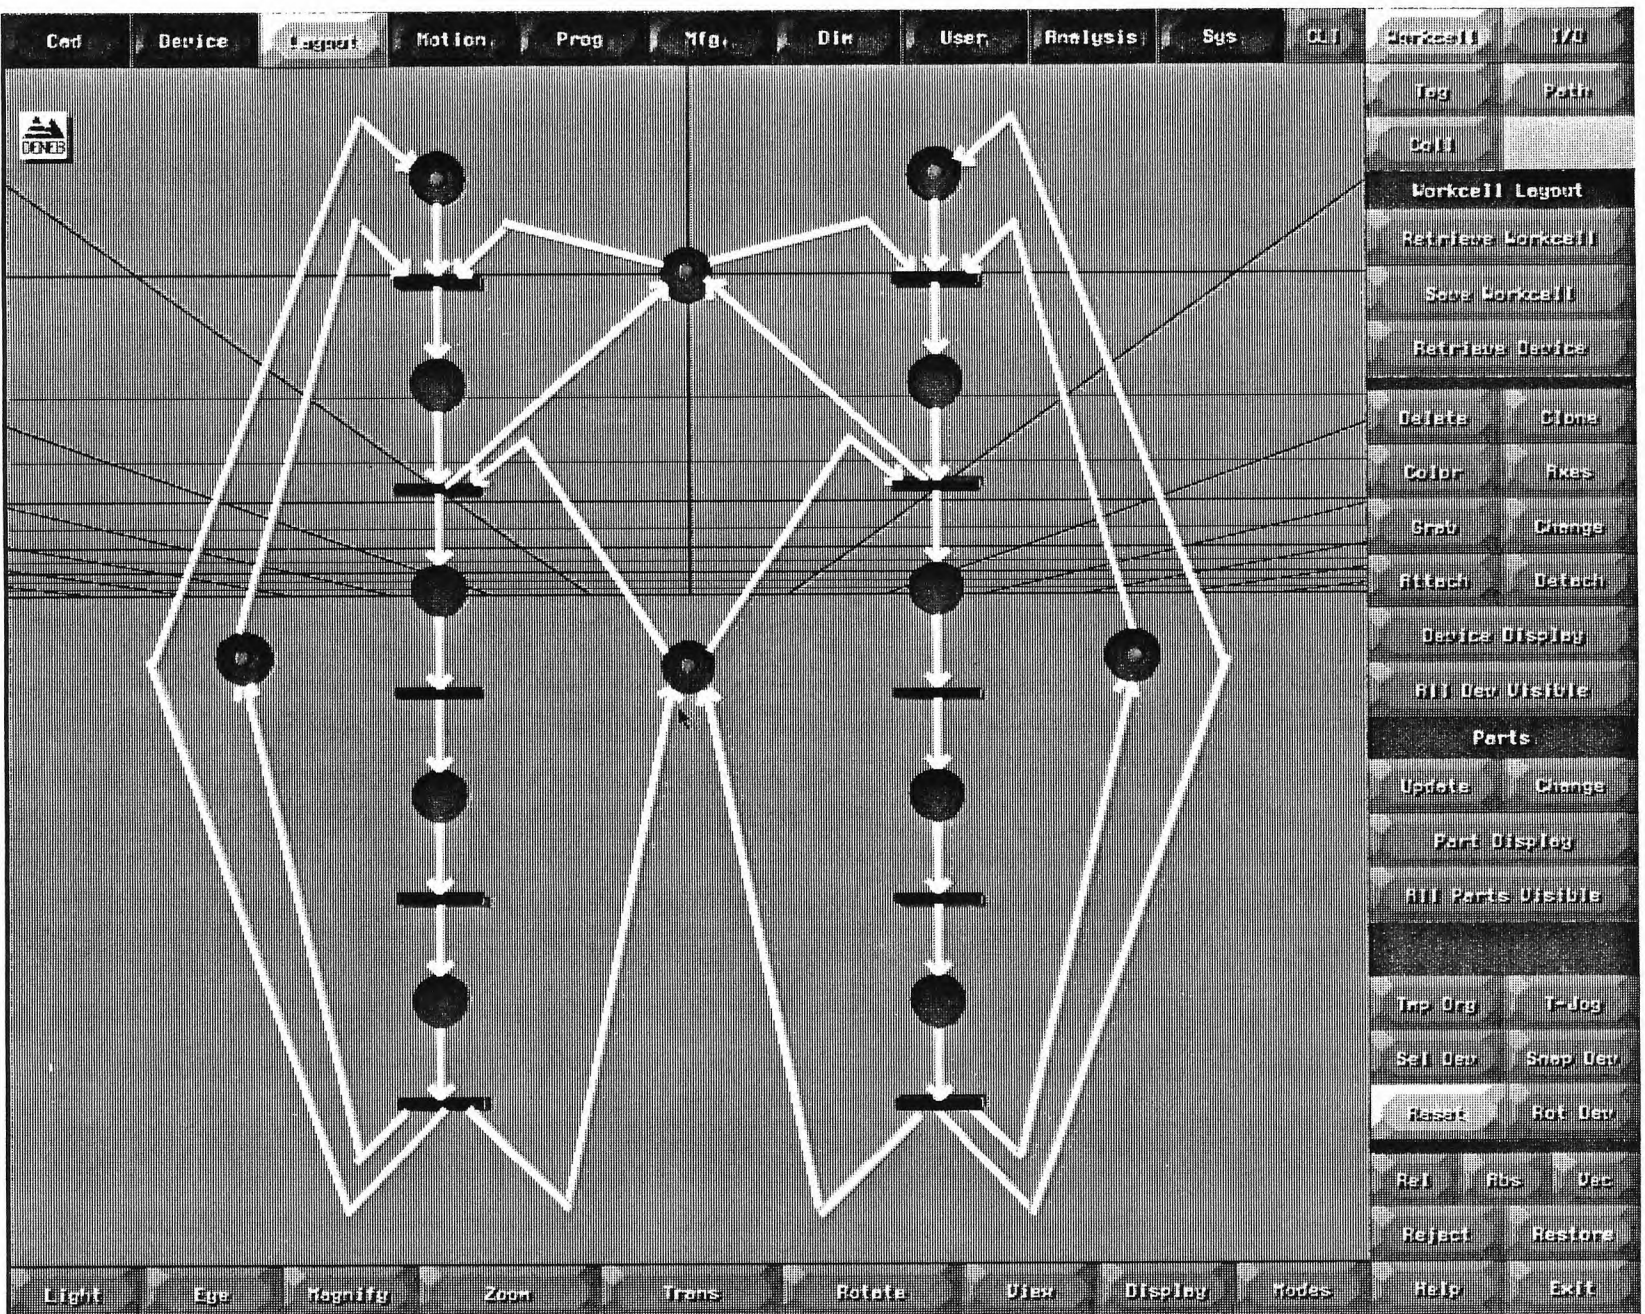 Cad Device Layout Motion Prog Mfg. Dim User Analysis Sys CLI Workcell I/O
Tag Path
DENEB
Coll
Workcell Layout
Retrieve Workcell
Save Workcell
Retrieve Device
Delete Clone
Color Axes
Grab Change
Attach Detach
Device Display
All Dev Visible
Parts
Update Change
Part Display
All Parts Visible
Tmp Org T-Jog
Sel Dev Snap Dev
Reset Rot Dev
Rel Abs Vec
Reject Restore
Light Eye Magnify Zoom Trans Rotate View Display Modes Help Exit